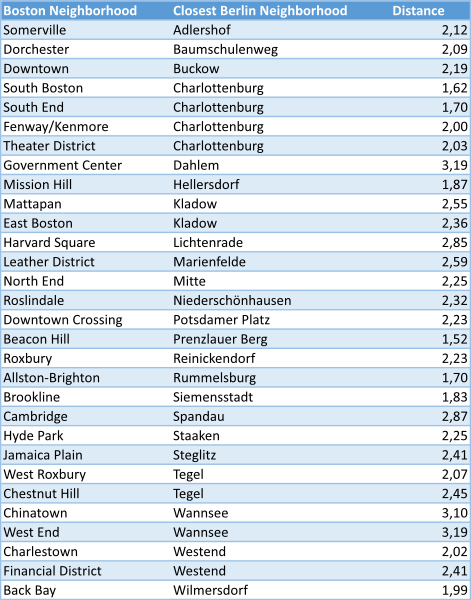 Boston Neighborhood Closest Berlin Neighborhood Distance
Somerville Adlershof 2,12
Dorchester Baumschulenweg 2,09
Downtown Buckow 2,19
South Boston Charlottenburg 1,62
South End Charlottenburg 1,70
Fenway/Kenmore Charlottenburg 2,00
Theater District Charlottenburg 2,03
Government Center Dahlem 3,19
Mission Hill Hellersdorf 1,87
Mattapan Kladow 2,55
East Boston Kladow 2,36
Harvard Square Lichtenrade 2,85
Leather District Marienfelde 2,59
North End Mitte 2,25
Roslindale Niederschönhausen 2,32
Downtown Crossing Potsdamer Platz 2,23
Beacon Hill Prenzlauer Berg 1,52
Roxbury Reinickendorf 2,23
Allston-Brighton Rummelsburg 1,70
Brookline Siemensstadt 1,83
Cambridge Spandau 2,87
Hyde Park Staaken 2,25
Jamaica Plain Steglitz 2,41
West Roxbury Tegel 2,07
Chestnut Hill Tegel 2,45
Chinatown Wannsee 3,10
West End Wannsee 3,19
Charlestown Westend 2,02
Financial District Westend 2,41
Back Bay Wilmersdorf 1,99